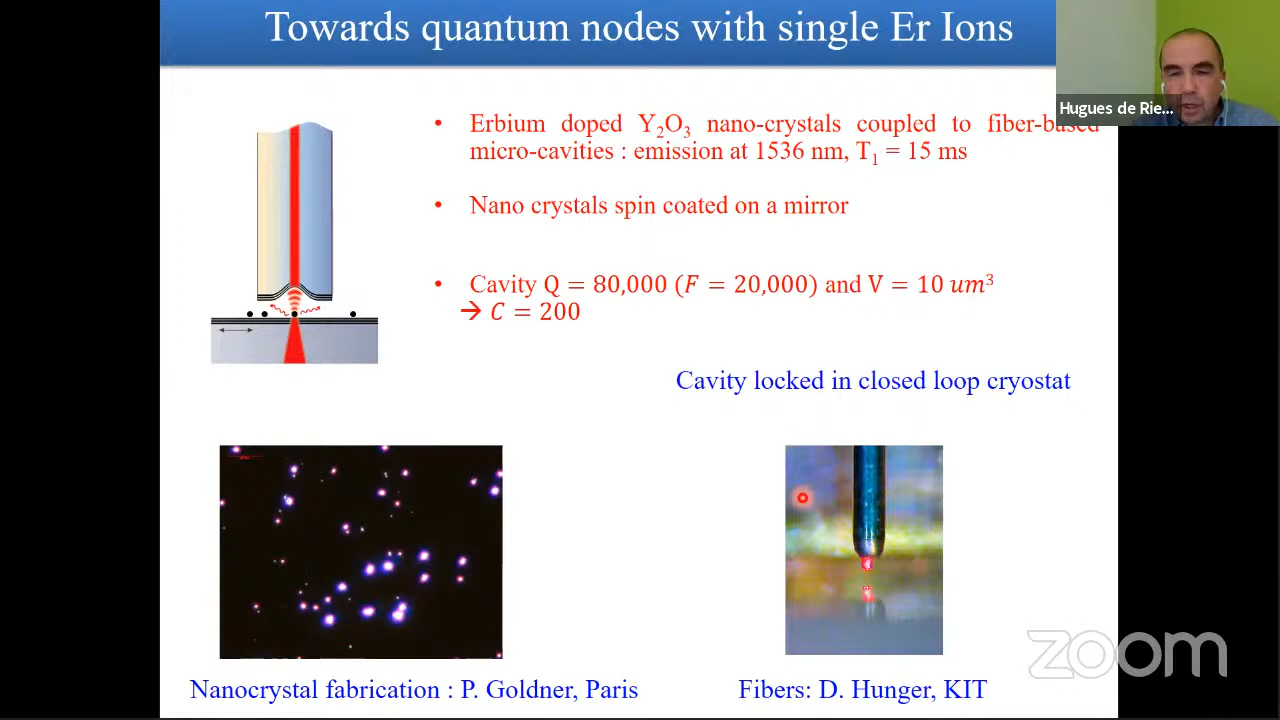 Towards quantum nodes with single Er Ions
Hugues de Rie...
• Erbium doped Y₂O₃ nano-crystals coupled to fiber-based
micro-cavities : emission at 1536 nm, T₁ = 15 ms
• Nano crystals spin coated on a mirror
• Cavity Q = 80,000 (F = 20,000) and V = 10 um³
→ C = 200
Cavity locked in closed loop cryostat
Nanocrystal fabrication : P. Goldner, Paris
Fibers: D. Hunger, KIT
zoom